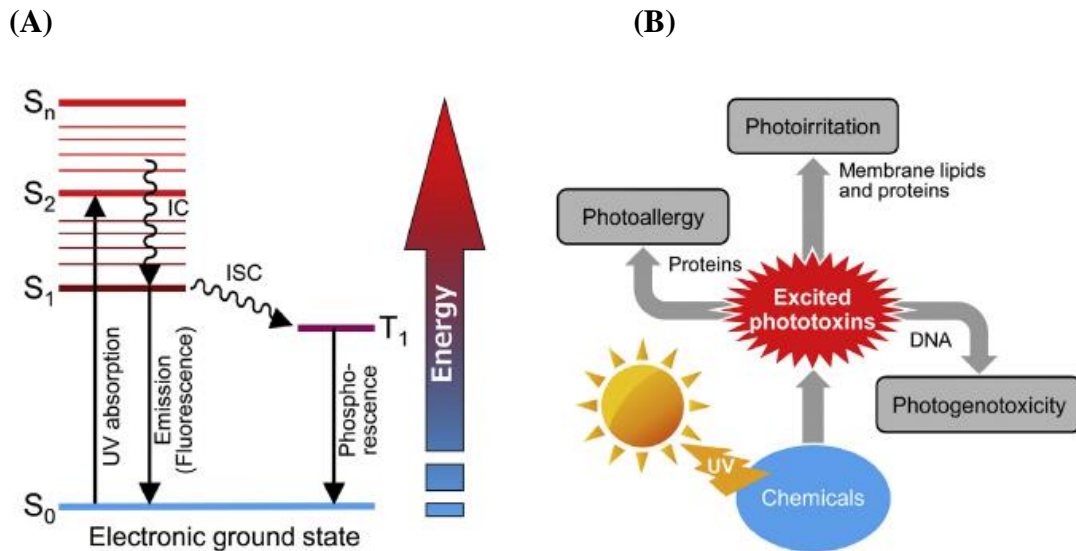 (A)
(B)
Sn
S2
S1
S0
IC
ISC
T1
UV absorption
Emission
(Fluorescence)
Phospho-
rescence
Electronic ground state
Energy
Photoirritation
Membrane lipids
and proteins
Photoallergy
Proteins
Excited
phototoxins
DNA
Photogenotoxicity
UV
Chemicals